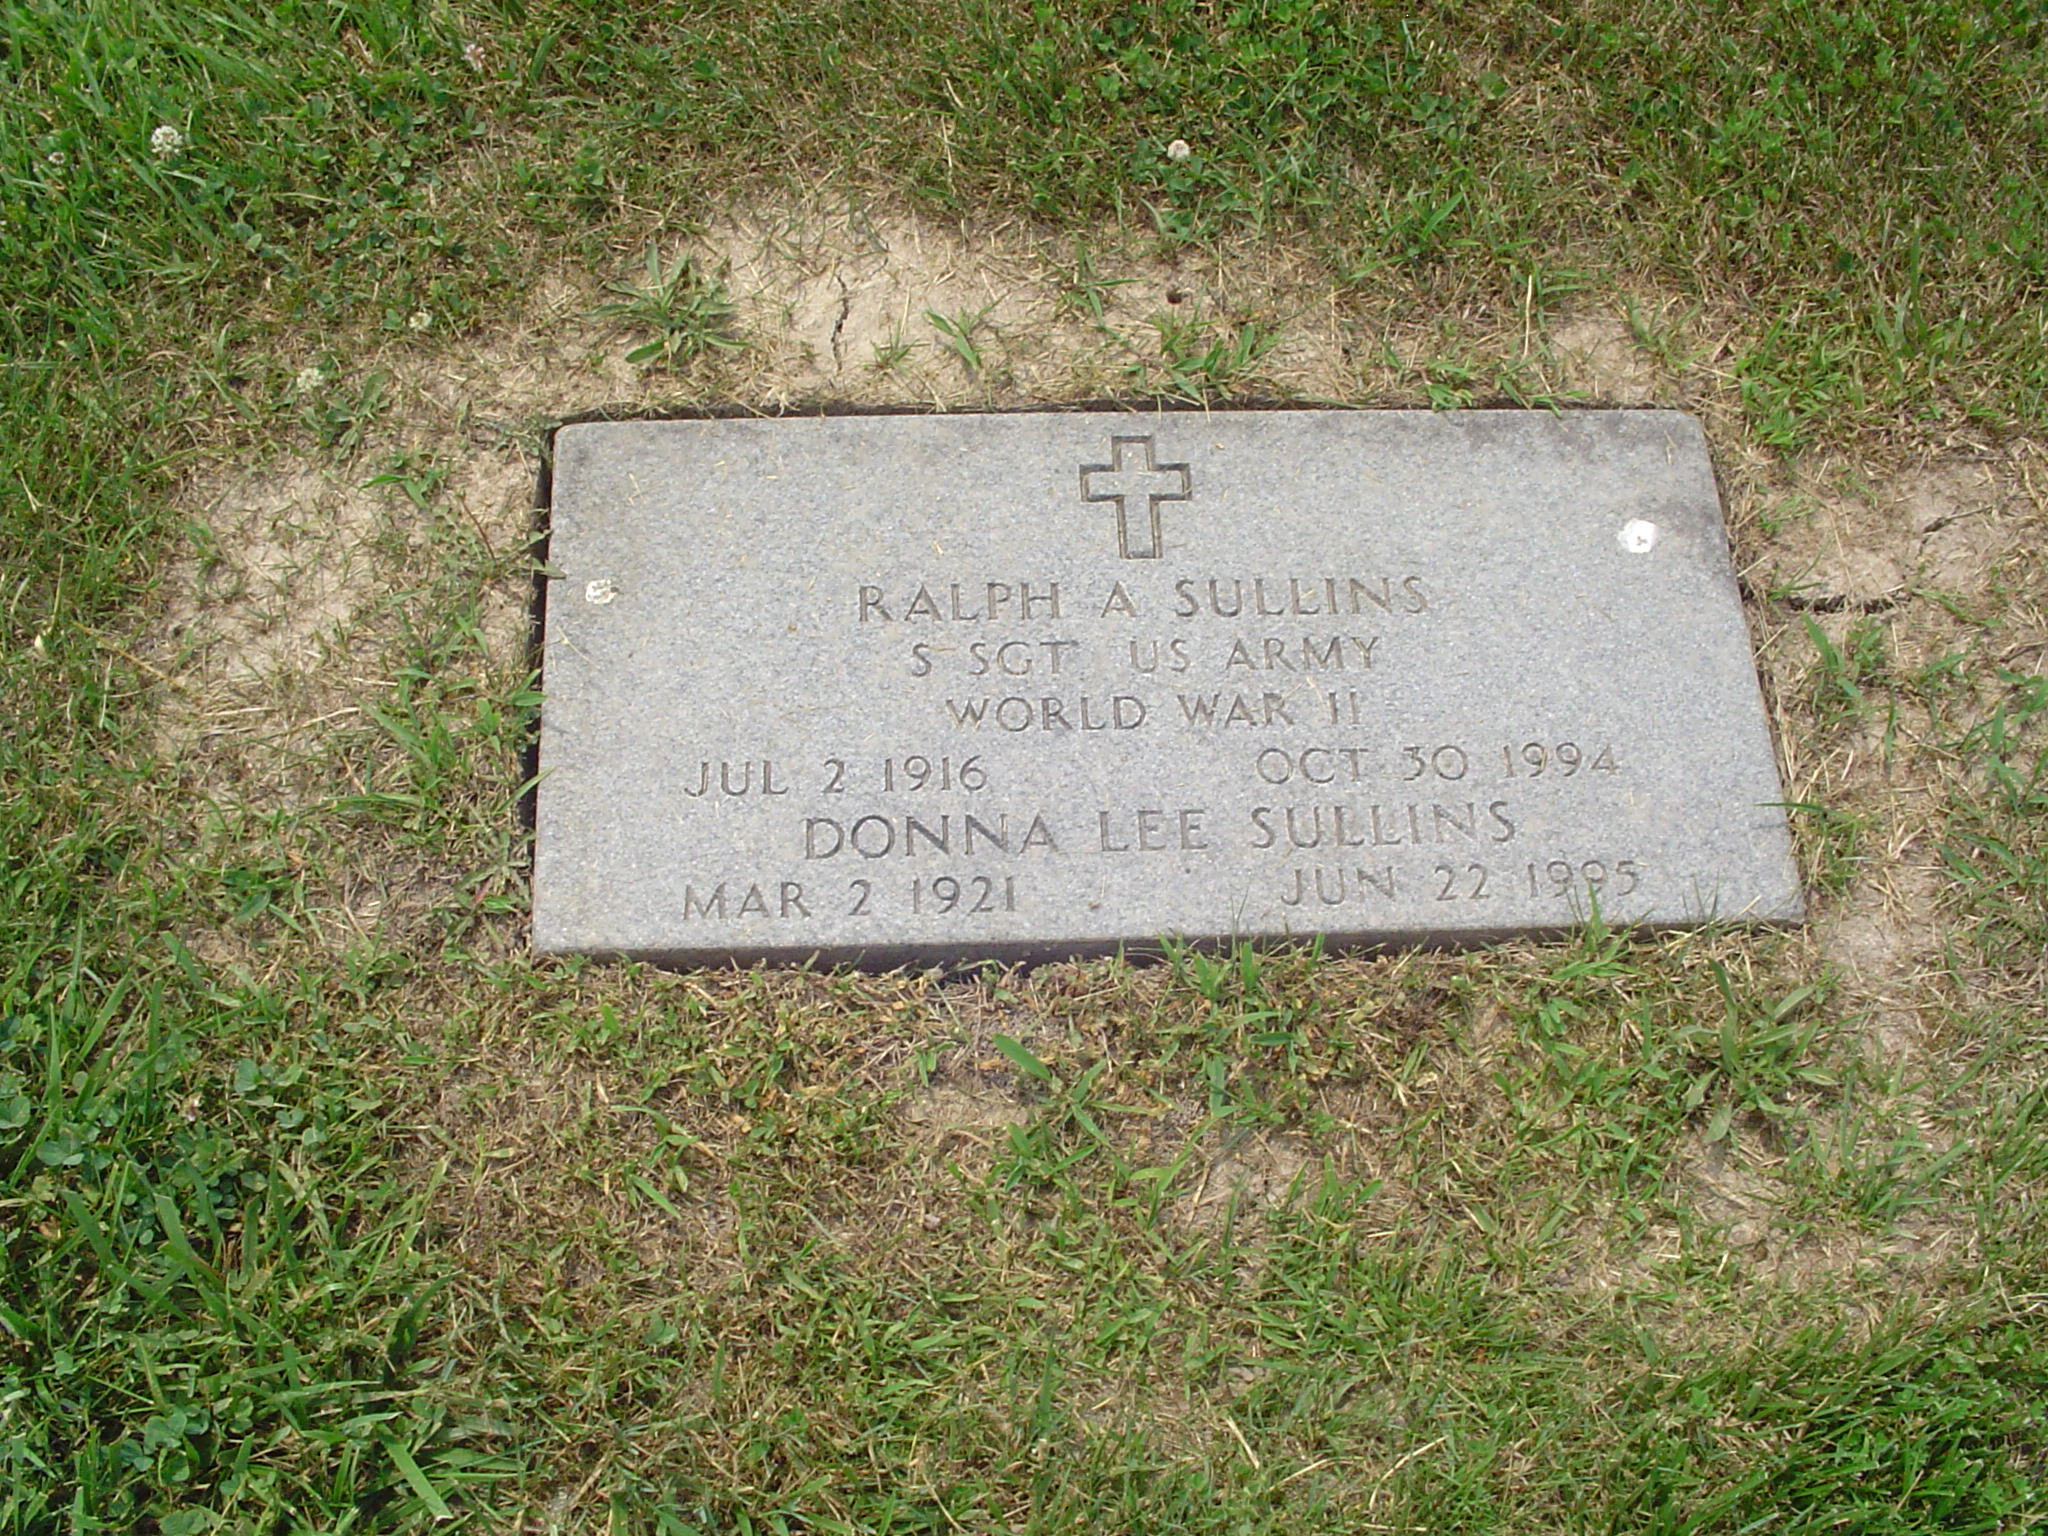 RALPH A SULLINS
S SGT US ARMY
WORLD WAR II
JUL 2 1916 OCT 30 1994
DONNA LEE SULLINS
MAR 2 1921 JUN 22 1995